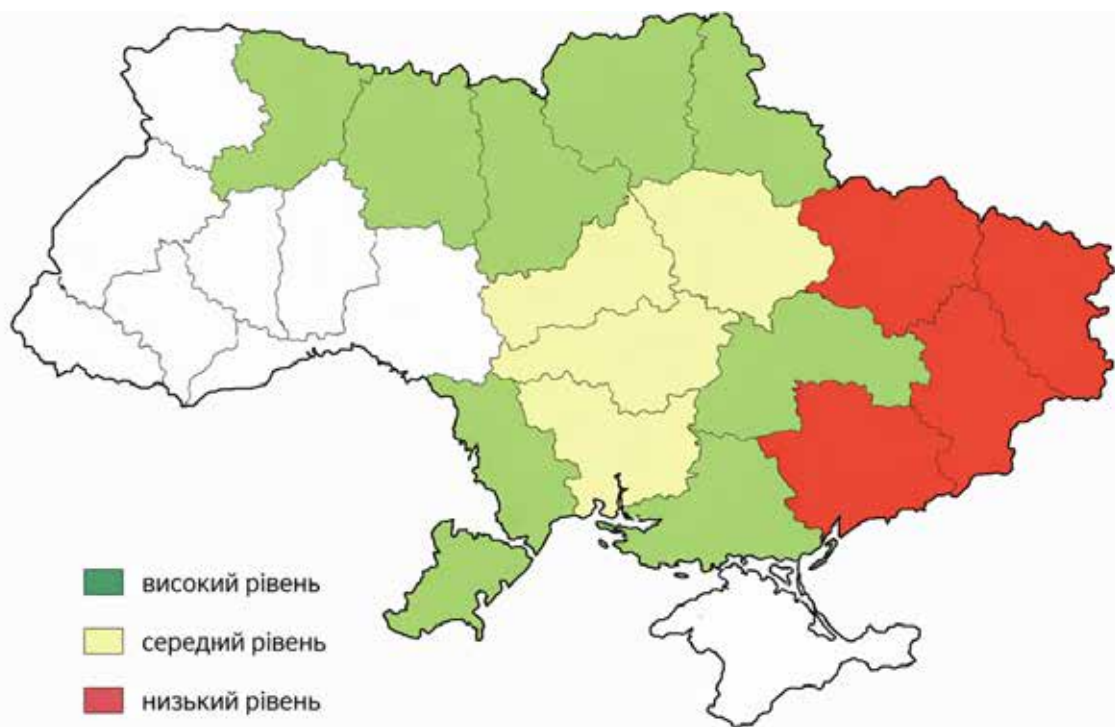 високий рівень
середній рівень
низький рівень